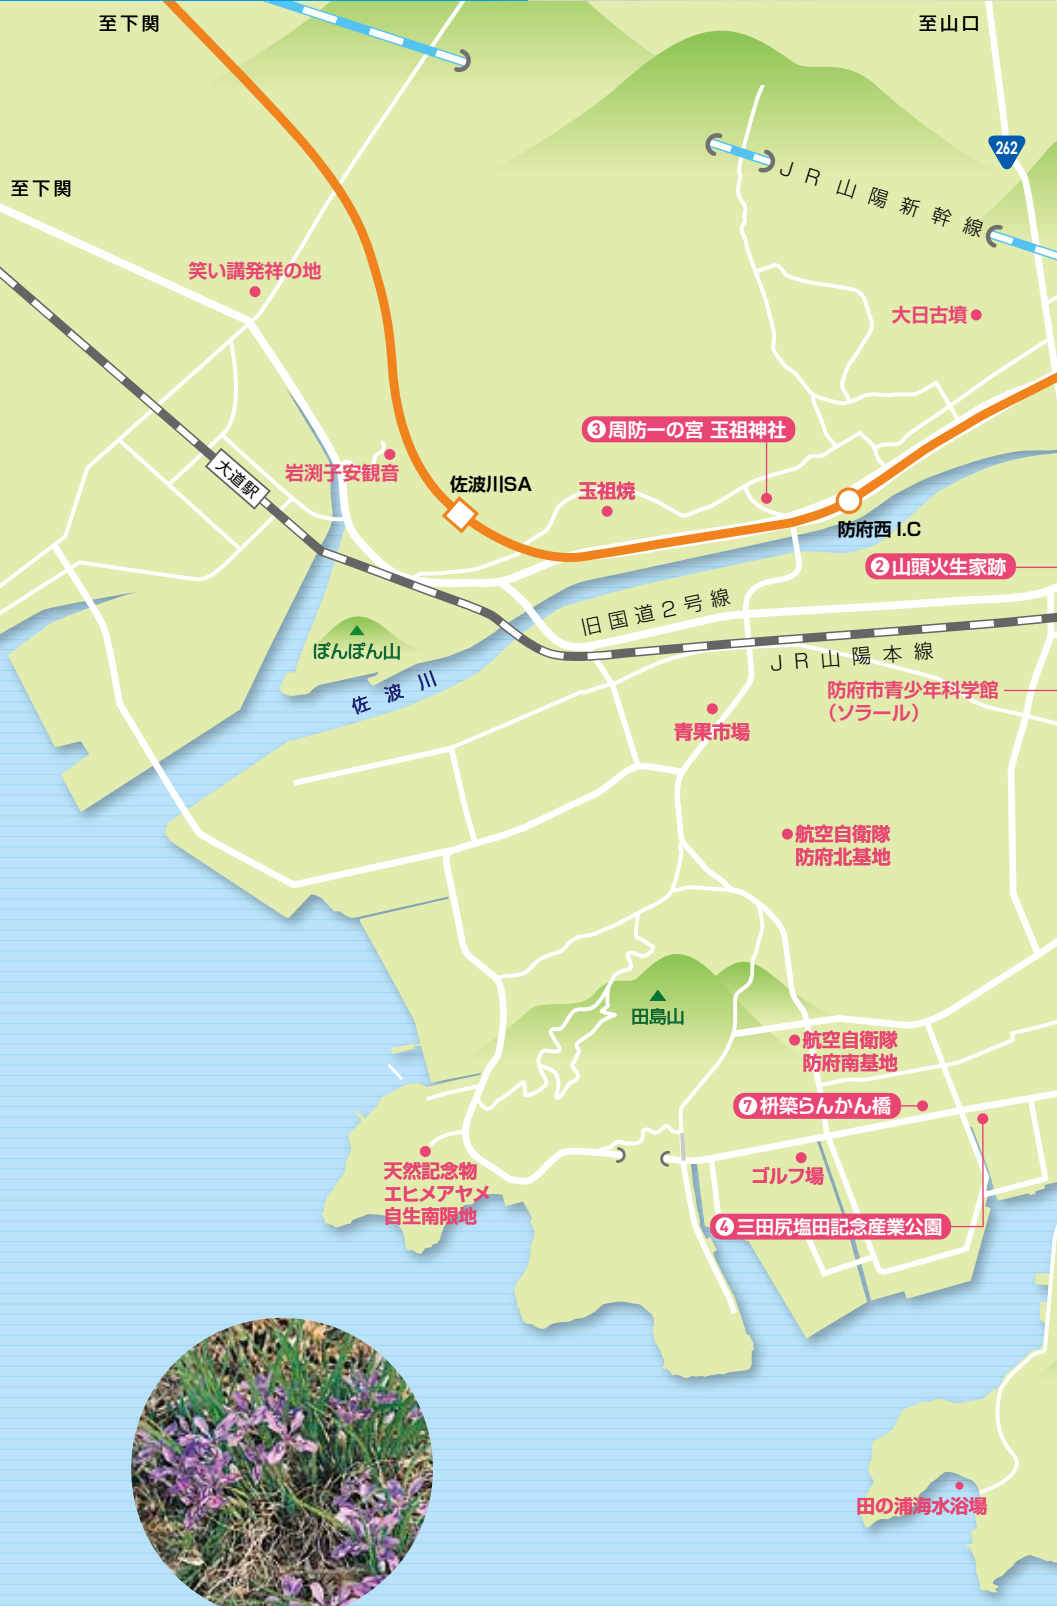 至下関
至山口
262
JR山陽新幹線
至下関
笑い講発祥の地
大日古墳
❸周防一の宮 玉祖神社
岩渕子安観音
大道駅
佐波川SA
玉祖焼
防府西 I.C
❷山頭火生家跡
旧国道2号線
ぽんぽん山
JR山陽本線
佐波川
防府市青少年科学館
(ソラール)
青果市場
航空自衛隊
防府北基地
田島山
航空自衛隊
防府南基地
❼枡築らんかん橋
天然記念物
エヒメアヤメ
自生南限地
ゴルフ場
❹三田尻塩田記念産業公園
田の浦海水浴場